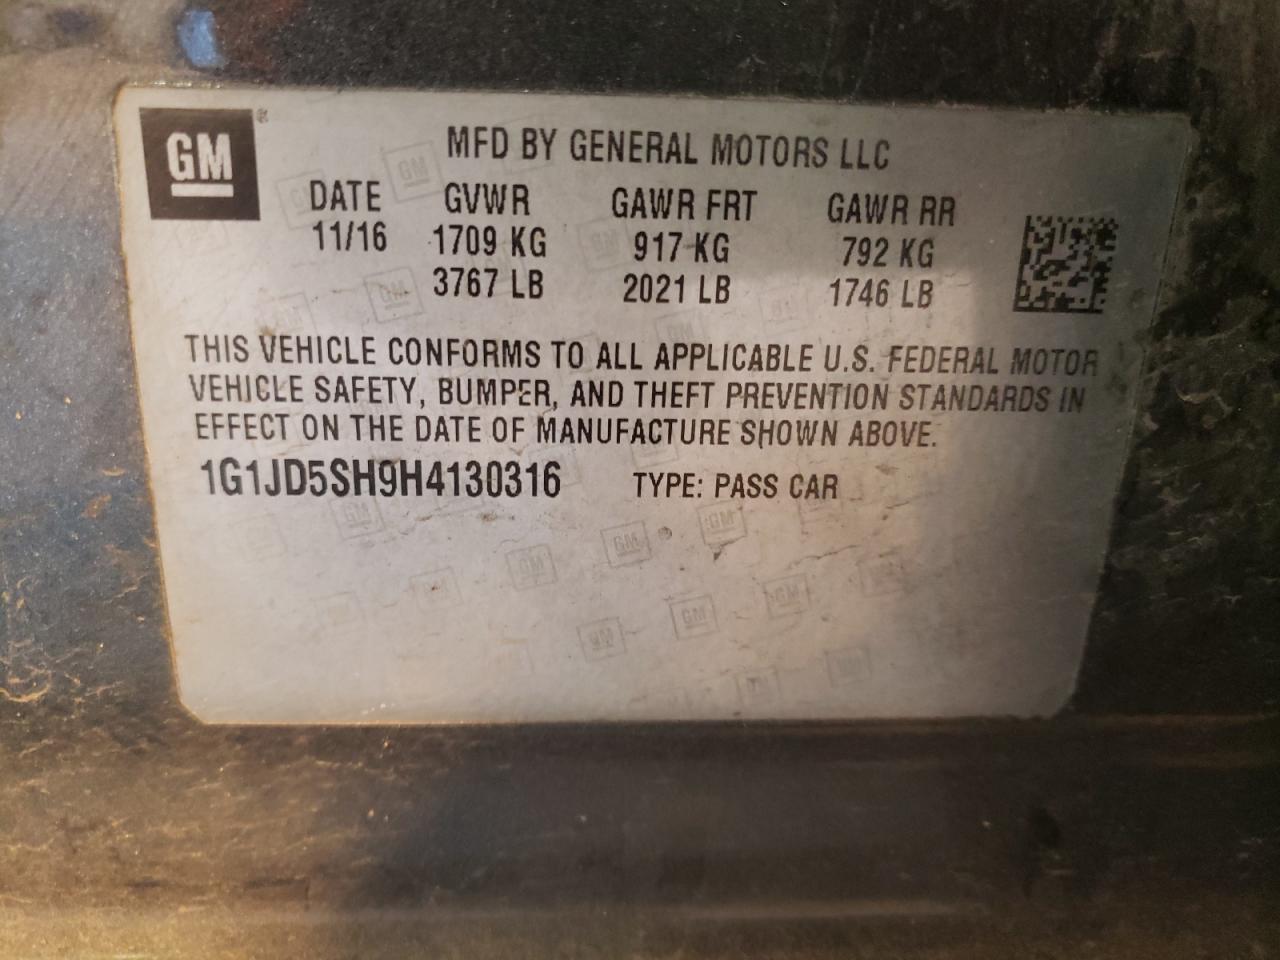 GM®
MFD BY GENERAL MOTORS LLC
DATE GVWR GAWR FRT GAWR RR
11/16 1709 KG 917 KG 792 KG
3767 LB 2021 LB 1746 LB
THIS VEHICLE CONFORMS TO ALL APPLICABLE U.S. FEDERAL MOTOR
VEHICLE SAFETY, BUMPER, AND THEFT PREVENTION STANDARDS IN
EFFECT ON THE DATE OF MANUFACTURE SHOWN ABOVE.
1G1JD5SH9H4130316 TYPE: PASS CAR